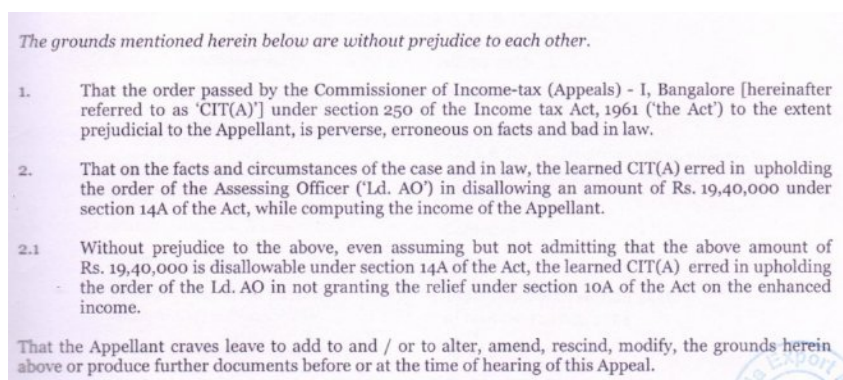 The grounds mentioned herein below are without prejudice to each other.
1. That the order passed by the Commissioner of Income-tax (Appeals) - I, Bangalore [hereinafter
referred to as 'CIT(A)'] under section 250 of the Income tax Act, 1961 ('the Act') to the extent
prejudicial to the Appellant, is perverse, erroneous on facts and bad in law.
2. That on the facts and circumstances of the case and in law, the learned CIT(A) erred in upholding
the order of the Assessing Officer ('Ld. AO') in disallowing an amount of Rs. 19,40,000 under
section 14A of the Act, while computing the income of the Appellant.
2.1 Without prejudice to the above, even assuming but not admitting that the above amount of
Rs. 19,40,000 is disallowable under section 14A of the Act, the learned CIT(A) erred in upholding
the order of the Ld. AO in not granting the relief under section 10A of the Act on the enhanced
income.
That the Appellant craves leave to add to and / or to alter, amend, rescind, modify, the grounds herein
above or produce further documents before or at the time of hearing of this Appeal.
Export